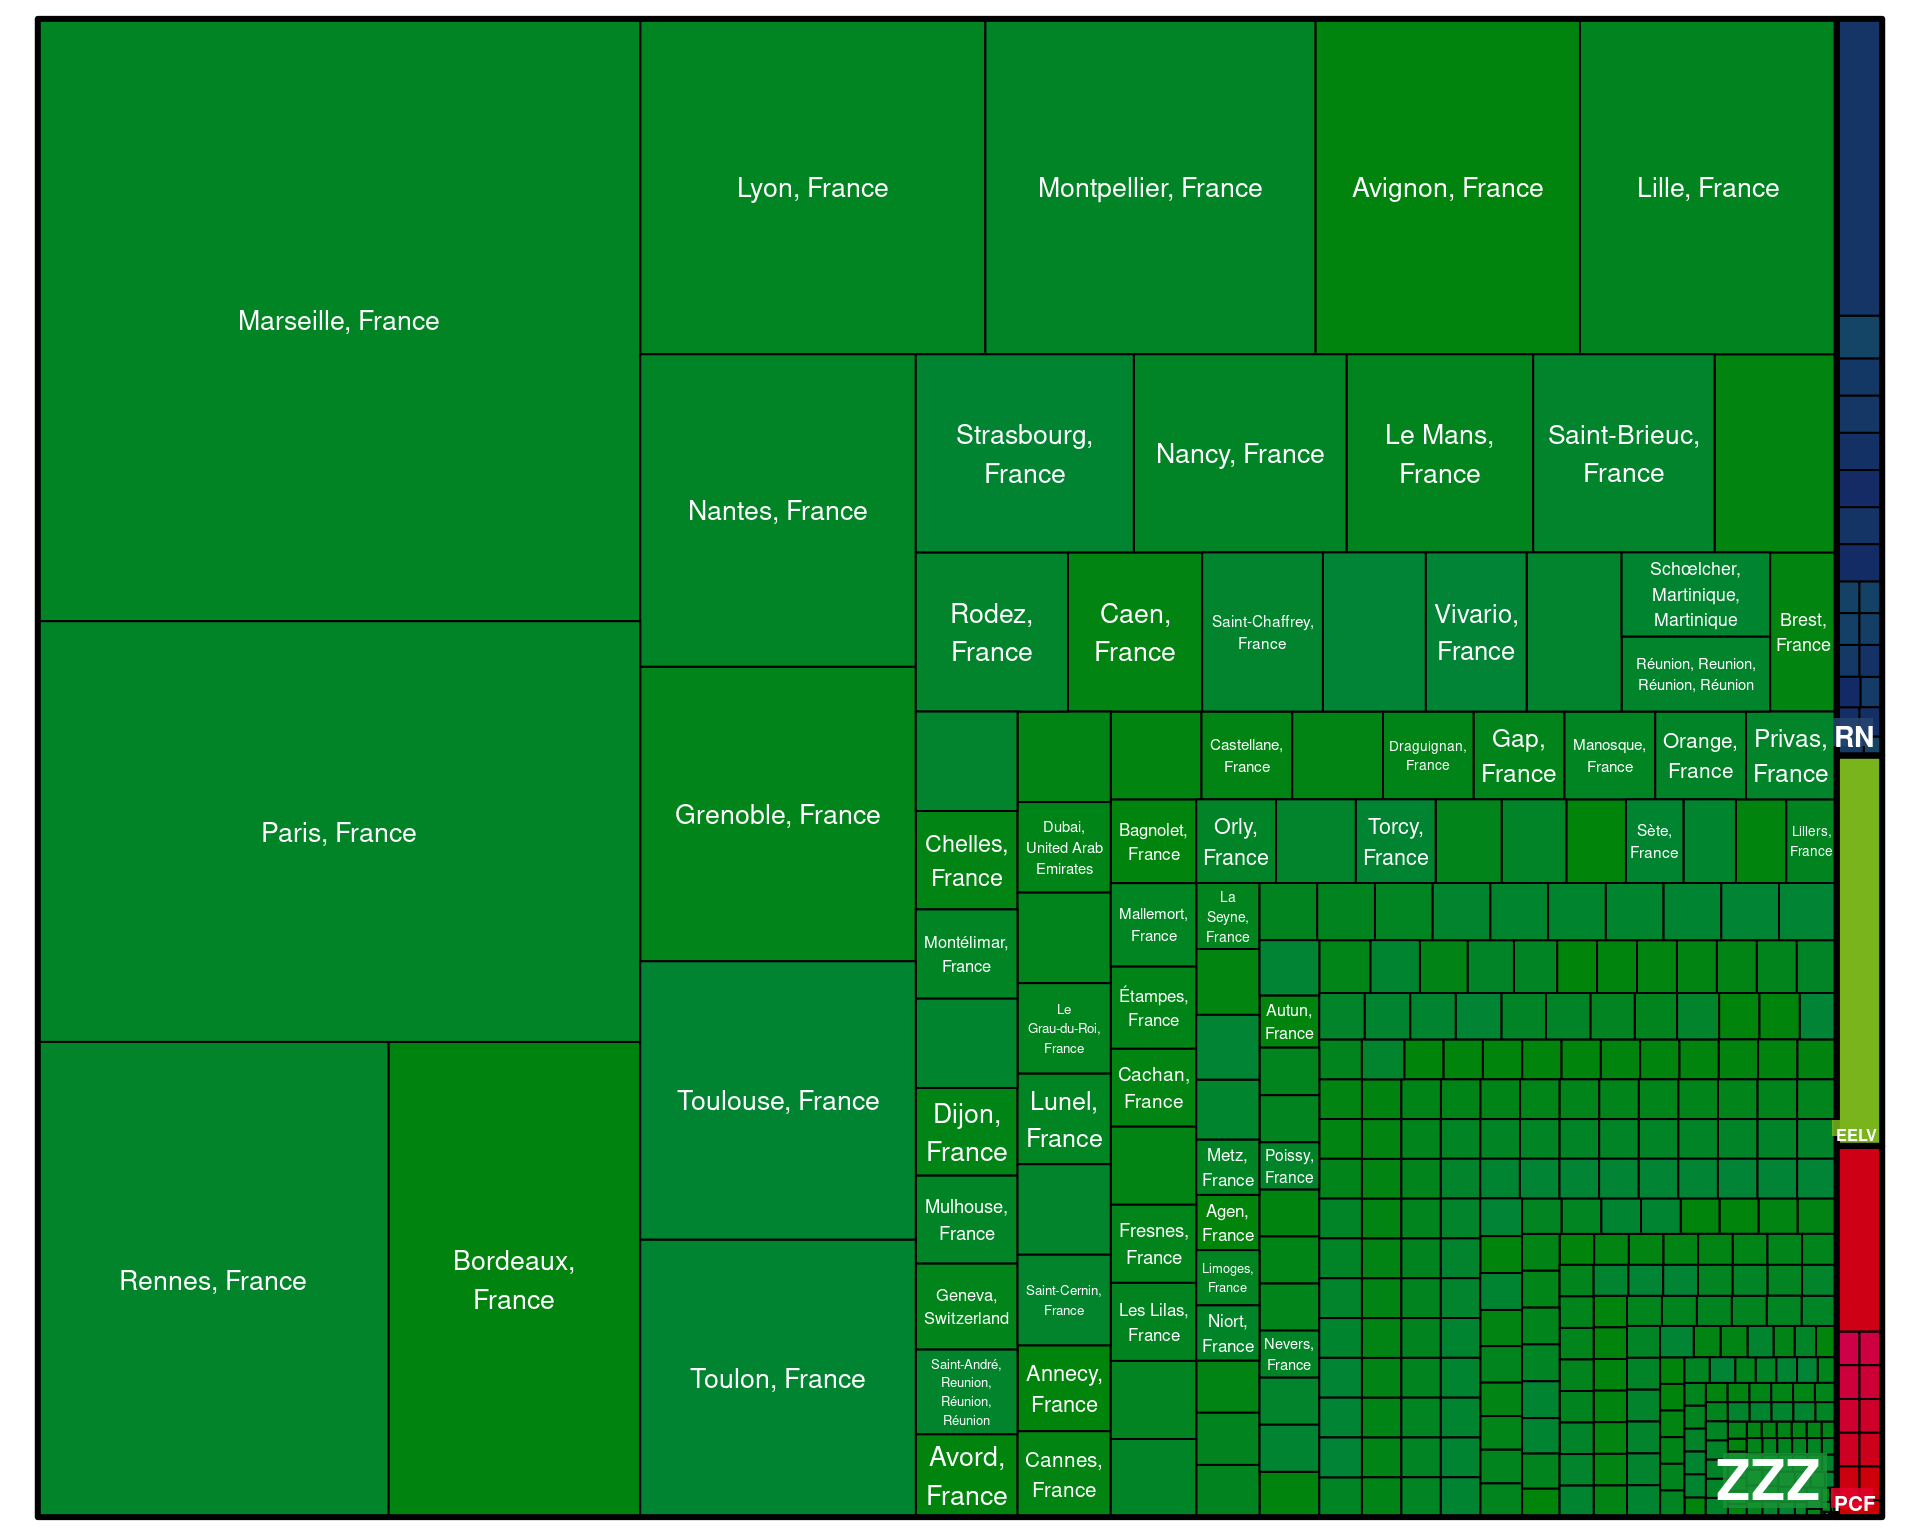 Marseille, France
Lyon, France
Montpellier, France
Avignon, France
Lille, France
Paris, France
Nantes, France
Strasbourg,
France
Nancy, France
Le Mans,
France
Saint-Brieuc,
France
Rodez,
France
Caen,
France
Saint-Chaffrey,
France
Vivario,
France
Schœlcher,
Martinique,
Martinique
Réunion, Reunion,
Réunion, Réunion
Brest,
France
Grenoble, France
Castellane,
France
Draguignan,
France
Gap,
France
Manosque,
France
Orange,
France
Privas,
France
RN
Chelles,
France
Dubai,
United Arab
Emirates
Bagnolet,
France
Orly,
France
Torcy,
France
Sète,
France
Lillers,
France
Montélimar,
France
Mallemort,
France
La
Seyne,
France
Le
Grau-du-Roi,
France
Étampes,
France
Autun,
France
Rennes, France
Bordeaux,
France
Toulouse, France
Dijon,
France
Lunel,
France
Cachan,
France
Metz,
France
Poissy,
France
EELV
Mulhouse,
France
Fresnes,
France
Agen,
France
Toulon, France
Geneva,
Switzerland
Saint-Cernin,
France
Les Lilas,
France
Limoges,
France
Niort,
France
Nevers,
France
Saint-André,
Reunion,
Réunion,
Réunion
Annecy,
France
Avord,
France
Cannes,
France
ZZZ
PCF